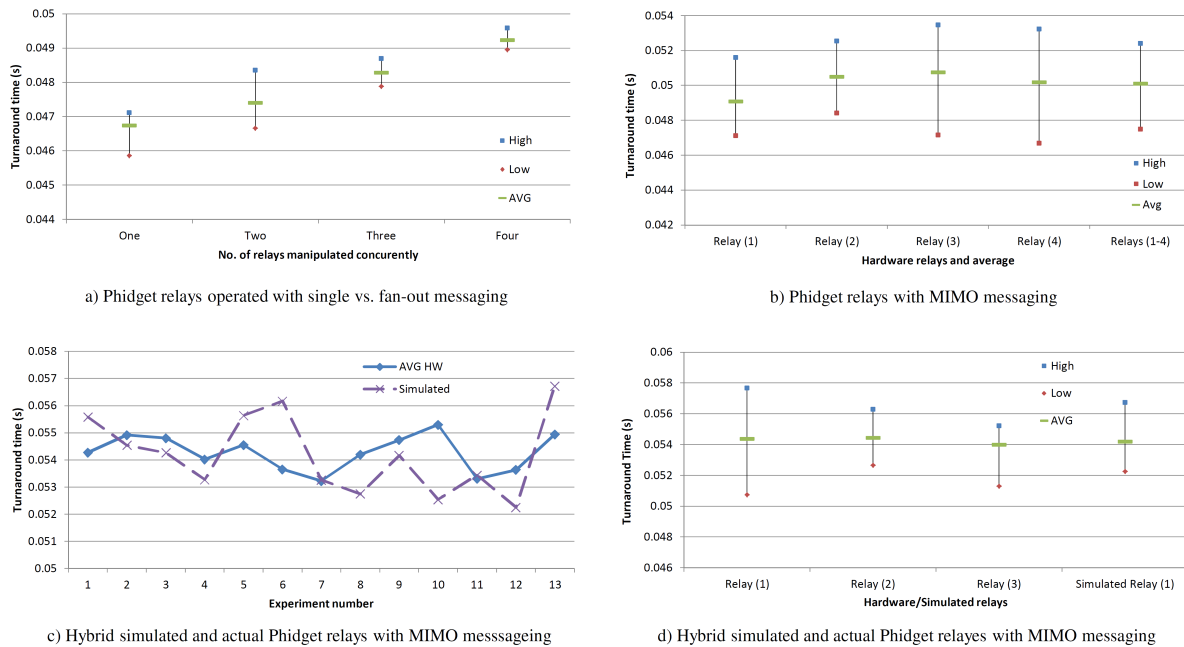 0.05
0.049
0.048
0.047
0.046
0.045
0.044
Turnaround time (s)
High
Low
AVG
One
Two
Three
Four
No. of relays manipulated concurently
a) Phidget relays operated with single vs. fan-out messaging
0.054
0.052
0.05
0.048
0.046
0.044
0.042
Turnaround time (s)
High
Low
Avg
Relay (1)
Relay (2)
Relay (3)
Relay (4)
Relays (1-4)
Hardware relays and average
b) Phidget relays with MIMO messaging
0.058
0.057
0.056
0.055
0.054
0.053
0.052
0.051
0.05
Turnaround time (s)
AVG HW
Simulated
1 2 3 4 5 6 7 8 9 10 11 12 13
Experiment number
c) Hybrid simulated and actual Phidget relays with MIMO messsageing
0.06
0.058
0.056
0.054
0.052
0.05
0.048
0.046
Turnaround Time (s)
High
Low
AVG
Relay (1)
Relay (2)
Relay (3)
Simulated Relay (1)
Hardware/Simulated relays
d) Hybrid simulated and actual Phidget relayes with MIMO messaging